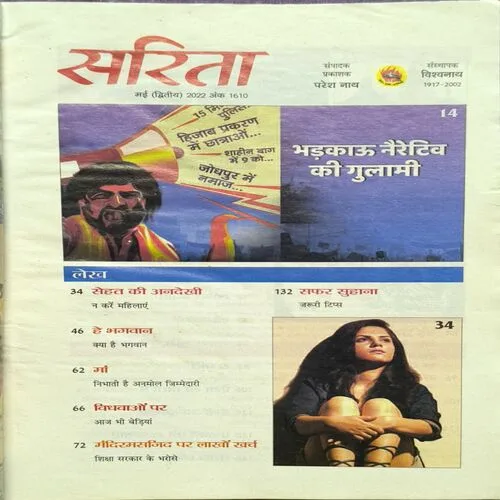 सरिता
मई (द्वितीय) 2022 अंक 1610
संपादक
प्रकाशक
परेश नाथ
संस्थापक
विश्वनाथ
1917-2002
14
15 मि
पुलिस
हिजाब प्रकरण
में छात्राओं...
शाहीन बाग
में 9 को...
जोधपुर में
नमाज...
भड़काऊ नैरेटिव
की गुलामी
लेख
34 सेहत की अनदेखी
न करें महिलाएं
46 हे भगवान
क्या है भगवान
62 मां
निभाती है अनमोल जिम्मेदारी
66 विधवाओं पर
आज भी बेड़ियां
72 मंदिरमसजिद पर लाखों खर्च
शिक्षा सरकार के भरोसे
132 सफर सुहाना
जरूरी टिप्स
34